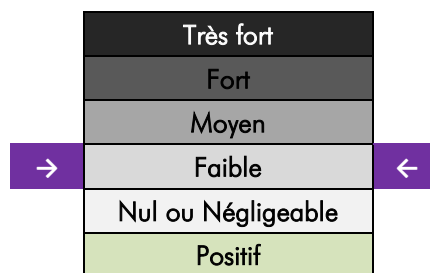 Très fort
Fort
Moyen
→ Faible ←
Nul ou Négligeable
Positif